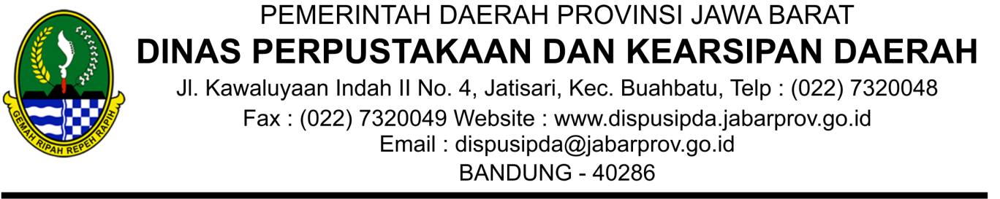 PEMERINTAH DAERAH PROVINSI JAWA BARAT
DINAS PERPUSTAKAAN DAN KEARSIPAN DAERAH
Jl. Kawaluyaan Indah II No. 4, Jatisari, Kec. Buahbatu, Telp : (022) 7320048
Fax : (022) 7320049 Website : www.dispusipda.jabarprov.go.id
Email : dispusipda@jabarprov.go.id
BANDUNG - 40286
GEMAH RIPAH REPEH RAPIH